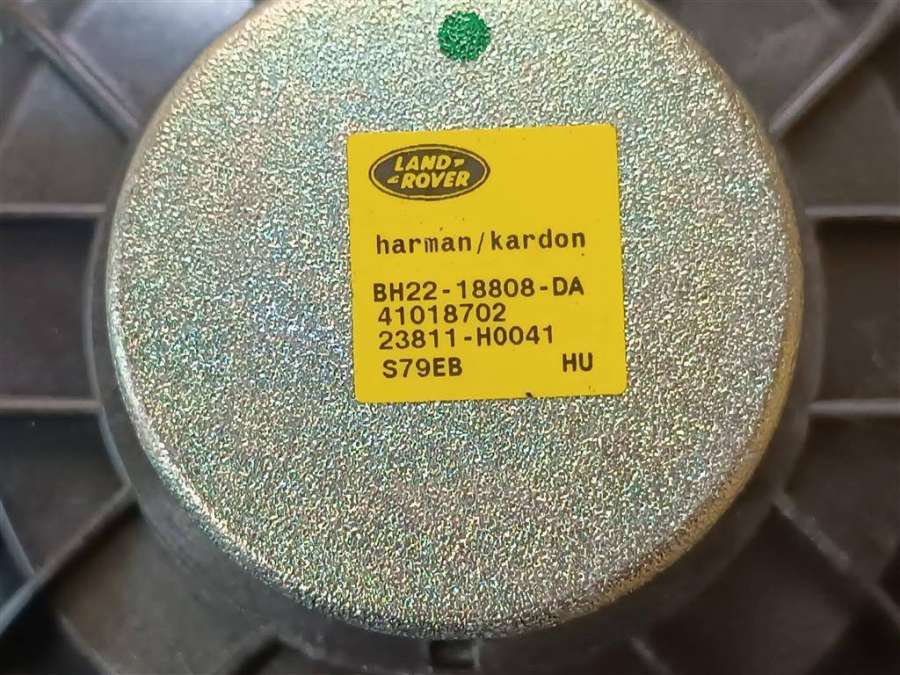 LAND-
ROVER
harman/kardon
BH22-18808-DA
41018702
23811-H0041
S79EB HU